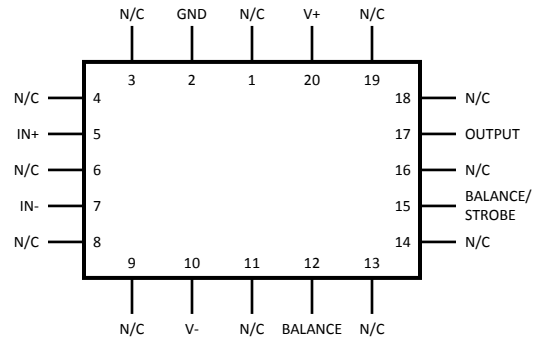 N/C GND N/C V+ N/C
3 2 1 20 19
N/C 4 18 N/C
IN+ 5 17 OUTPUT
N/C 6 16 N/C
IN- 7 15 BALANCE/
STROBE
N/C 8 14 N/C
9 10 11 12 13
N/C V- N/C BALANCE N/C